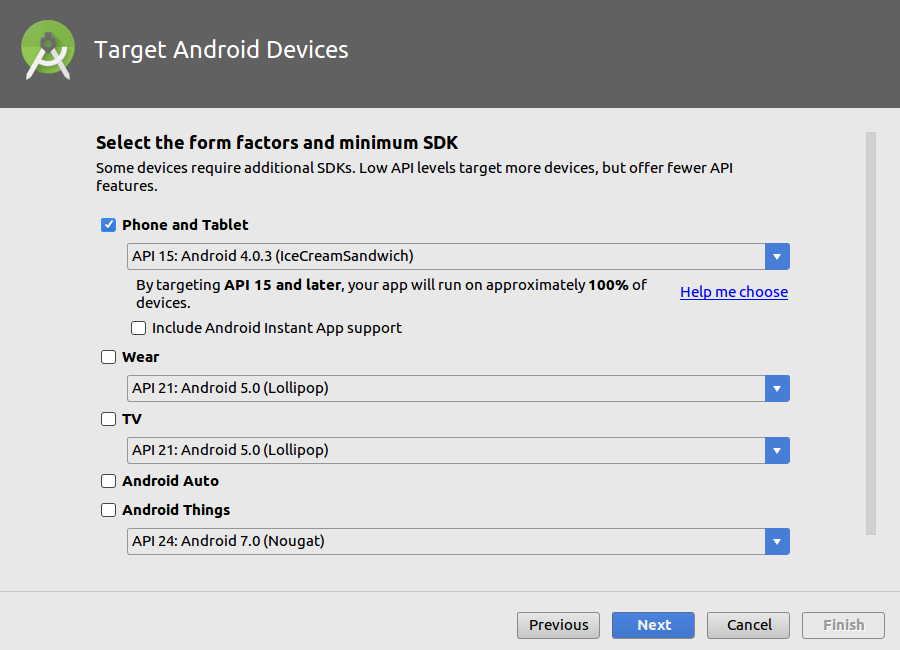 Target Android Devices
Select the form factors and minimum SDK
Some devices require additional SDKs. Low API levels target more devices, but offer fewer API
features.
Phone and Tablet
API 15: Android 4.0.3 (IceCreamSandwich)
By targeting API 15 and later, your app will run on approximately 100% of
devices.
Help me choose
Include Android Instant App support
Wear
API 21: Android 5.0 (Lollipop)
TV
API 21: Android 5.0 (Lollipop)
Android Auto
Android Things
API 24: Android 7.0 (Nougat)
Previous
Next
Cancel
Finish